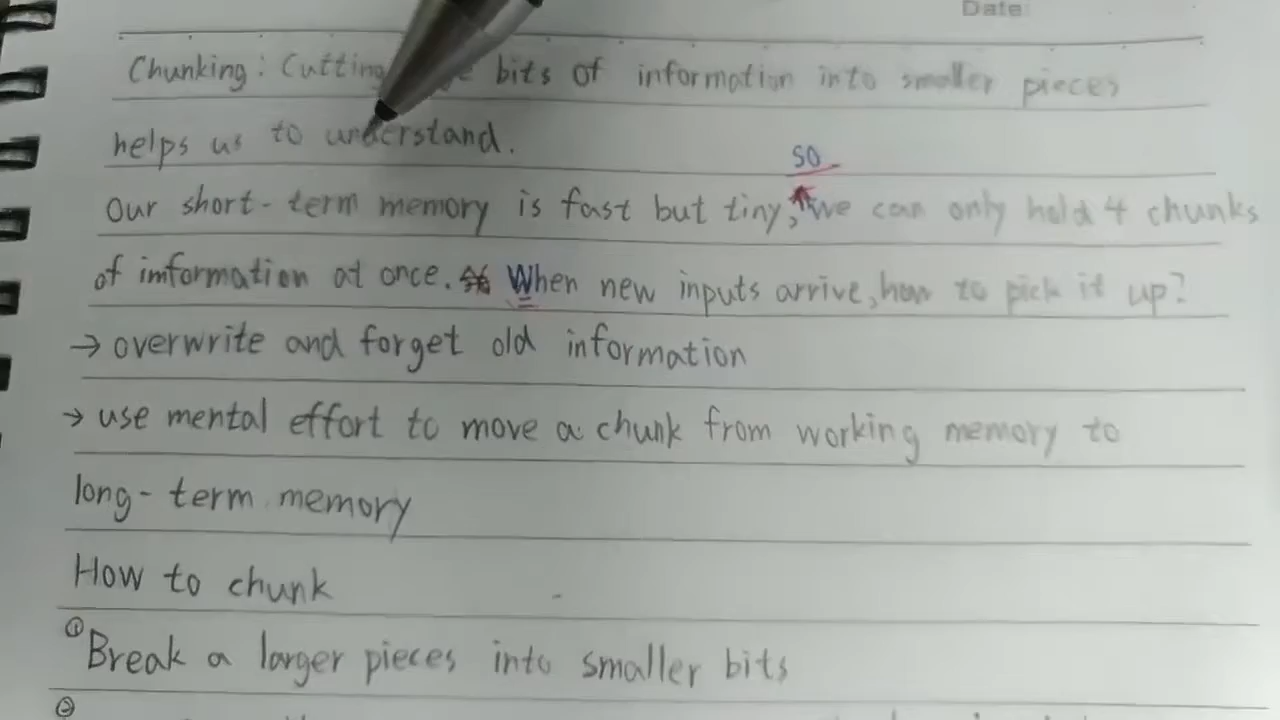 Date:
Chunking: Cutting bits of information into smaller pieces
helps us to understand.
so
Our short-term memory is fast but tiny, we can only hold 4 chunks
of imformation at once. When new inputs arrive, how to pick it up?
→ overwrite and forget old information
→ use mental effort to move a chunk from working memory to
long-term memory
How to chunk
① Break a larger pieces into smaller bits
②